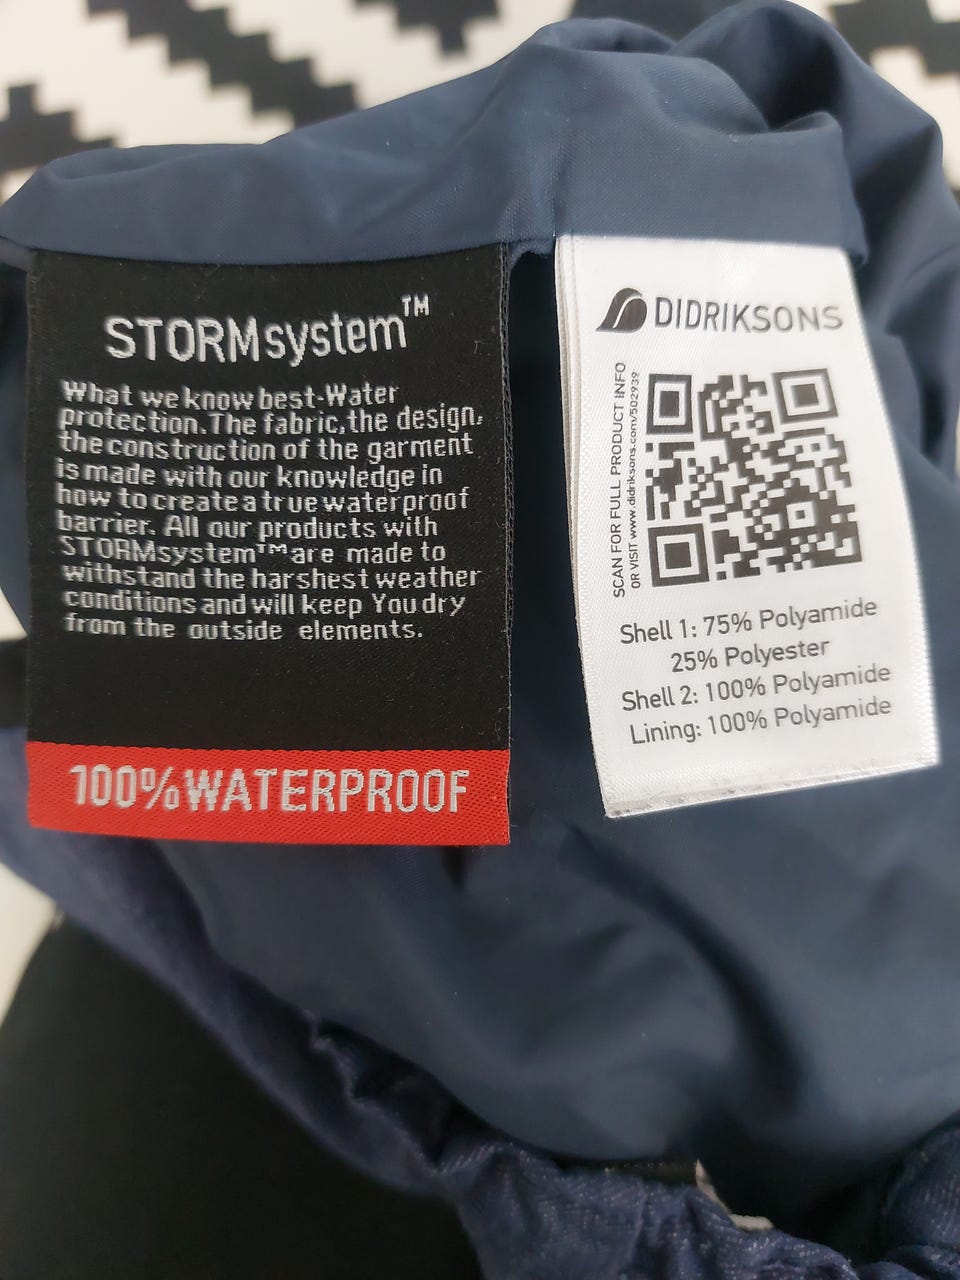 STORMsystem™
What we know best-Water
protection.The fabric,the design,
the construction of the garment
is made with our knowledge in
how to create a true waterproof
barrier. All our products with
STORMsystem™are made to
withstand the harshest weather
conditions and will keep You dry
from the outside elements.
100% WATERPROOF
DIDRIKSONS
SCAN FOR FULL PRODUCT INFO
OR VISIT www.didriksons.com/502939
Shell 1: 75% Polyamide
25% Polyester
Shell 2: 100% Polyamide
Lining: 100% Polyamide